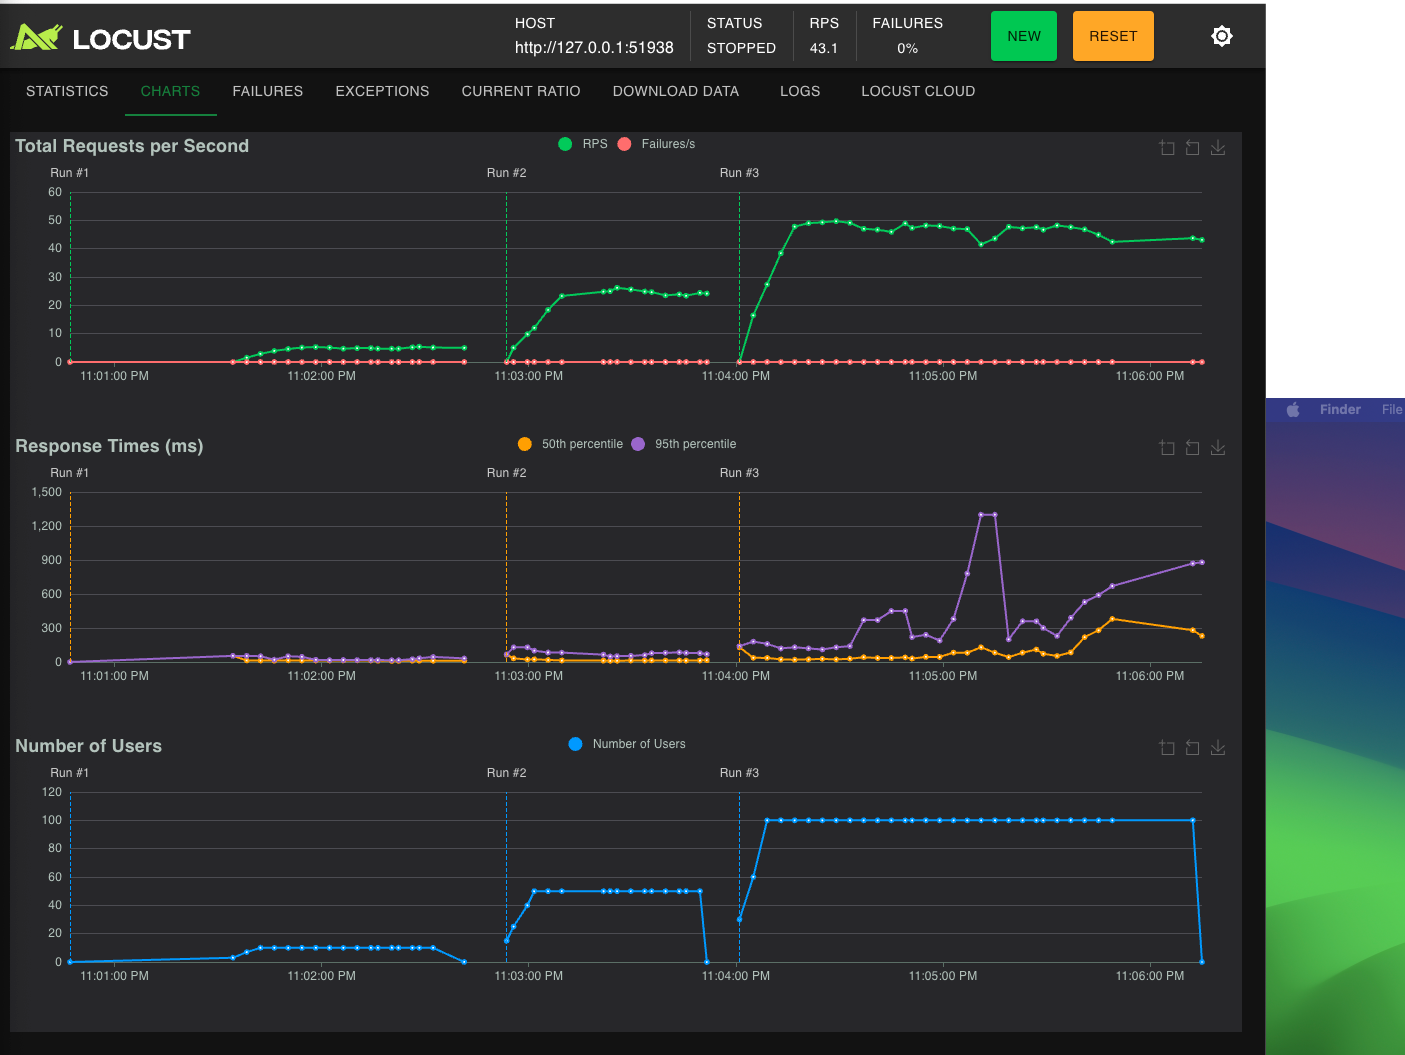 LOCUST
HOST
http://127.0.0.1:51938
STATUS
STOPPED
RPS
43.1
FAILURES
0%
NEW
RESET
STATISTICS
CHARTS
FAILURES
EXCEPTIONS
CURRENT RATIO
DOWNLOAD DATA
LOGS
LOCUST CLOUD
Total Requests per Second
RPS
Failures/s
Run #1
Run #2
Run #3
60
50
40
30
20
10
0
11:01:00 PM
11:02:00 PM
11:03:00 PM
11:04:00 PM
11:05:00 PM
11:06:00 PM
Finder
File
Response Times (ms)
50th percentile
95th percentile
Run #1
Run #2
Run #3
1,500
1,200
900
600
300
0
11:01:00 PM
11:02:00 PM
11:03:00 PM
11:04:00 PM
11:05:00 PM
11:06:00 PM
Number of Users
Number of Users
Run #1
Run #2
Run #3
120
100
80
60
40
20
0
11:01:00 PM
11:02:00 PM
11:03:00 PM
11:04:00 PM
11:05:00 PM
11:06:00 PM